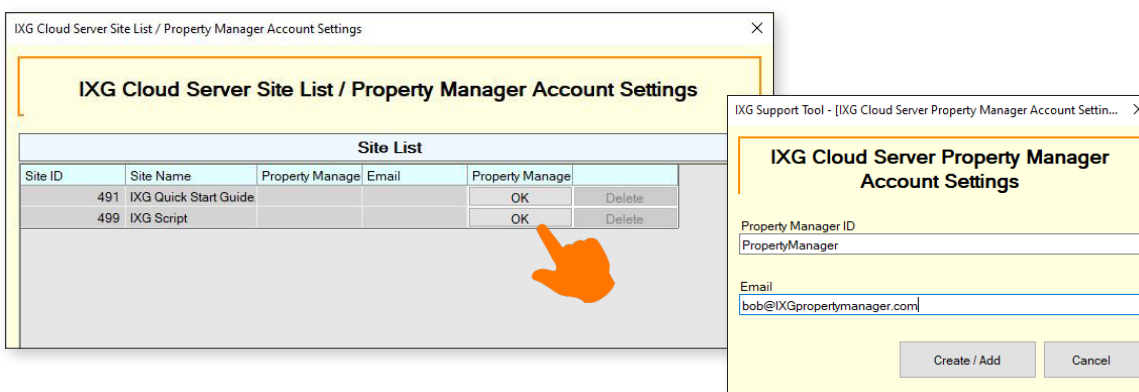 IXG Cloud Server Site List / Property Manager Account Settings
IXG Cloud Server Site List / Property Manager Account Settings
Site List
Site ID Site Name Property Manage Email Property Manage
491 IXG Quick Start Guide OK Delete
499 IXG Script OK Delete
IXG Support Tool - [IXG Cloud Server Property Manager Account Settin...
IXG Cloud Server Property Manager
Account Settings
Property Manager ID
PropertyManager
Email
bob@IXGpropertymanager.com
Create / Add Cancel